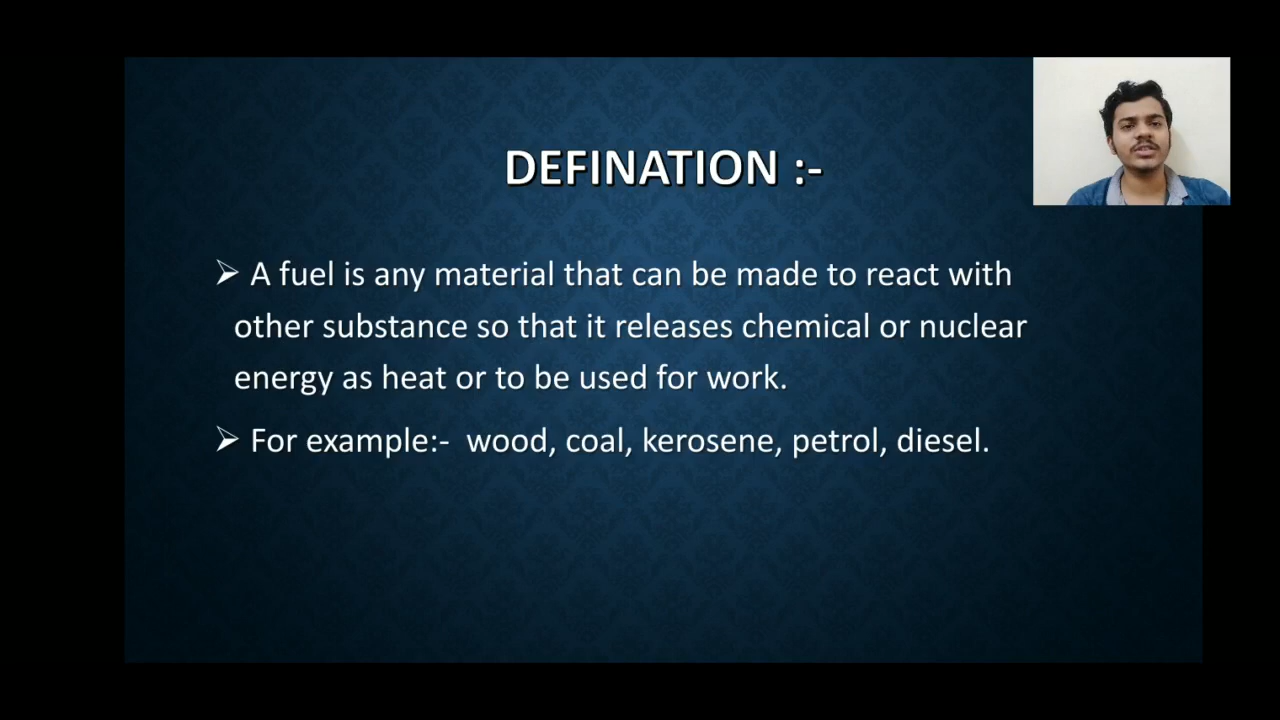 DEFINATION :-
➢ A fuel is any material that can be made to react with
other substance so that it releases chemical or nuclear
energy as heat or to be used for work.
➢ For example:- wood, coal, kerosene, petrol, diesel.